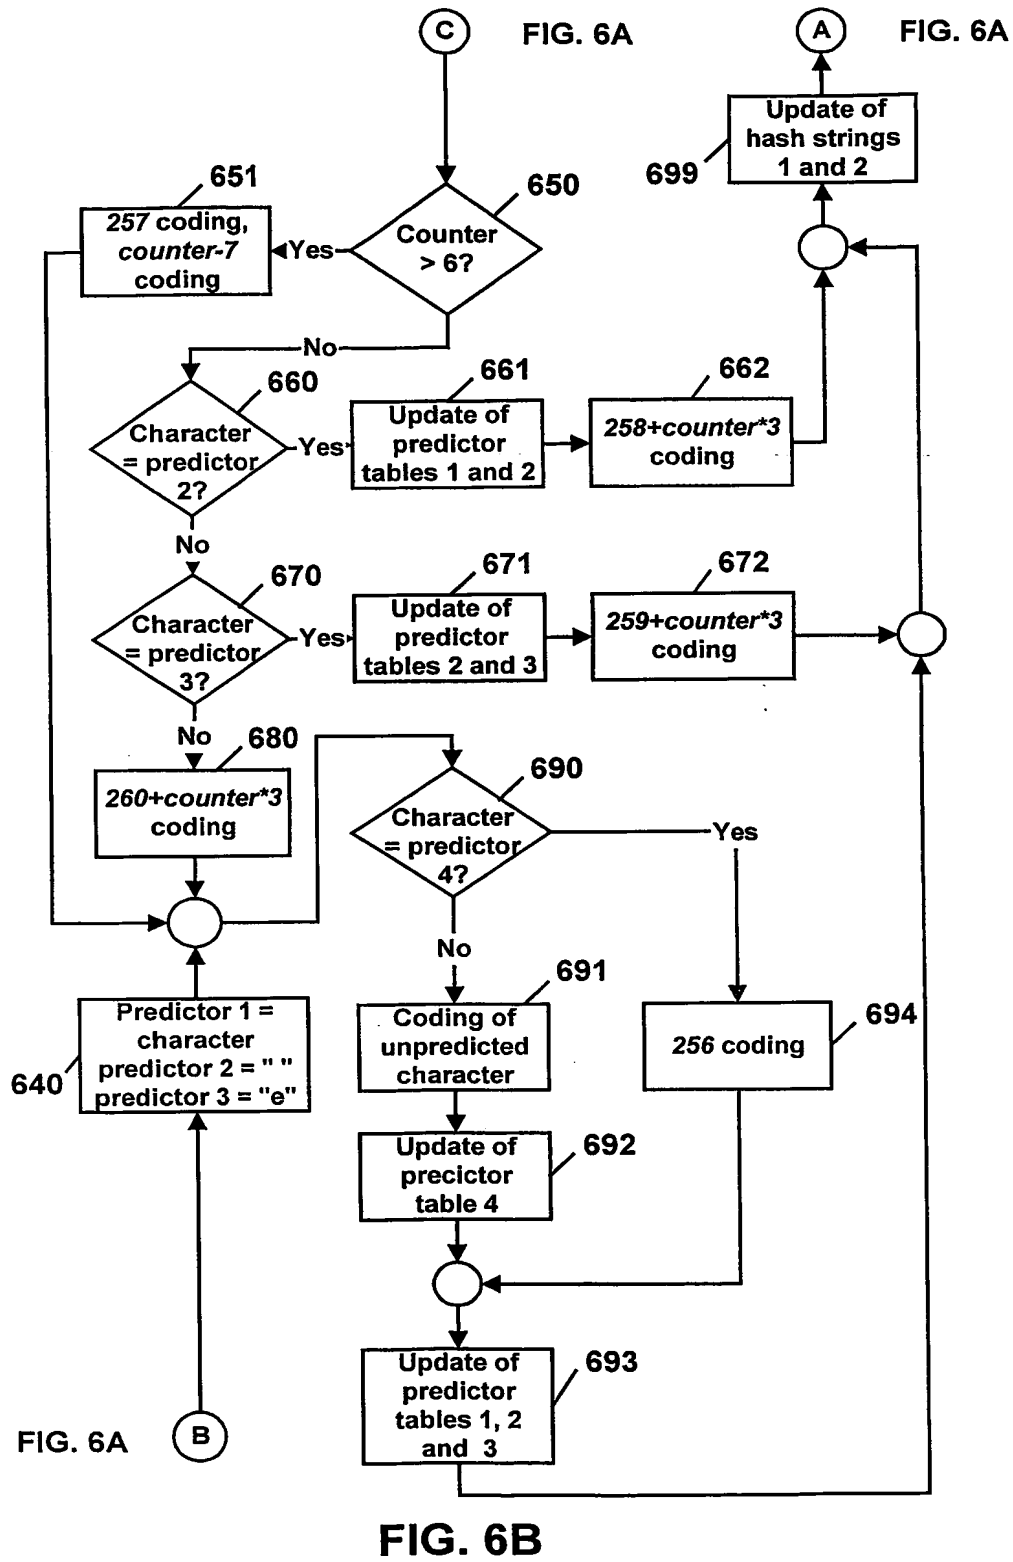 C
FIG. 6A
A
FIG. 6A
Update of
hash strings
1 and 2
699
651
257 coding,
counter-7
coding
Yes
650
Counter
> 6?
No
660
Character
= predictor
2?
Yes
661
Update of
predictor
tables 1 and 2
662
258+counter*3
coding
No
670
Character
= predictor
3?
Yes
671
Update of
predictor
tables 2 and 3
672
259+counter*3
coding
No
680
260+counter*3
coding
690
Character
= predictor
4?
Yes
No
691
Coding of
unpredicted
character
694
256 coding
Predictor 1 =
character
predictor 2 = " "
predictor 3 = "e"
640
692
Update of
precictor
table 4
693
Update of
predictor
tables 1, 2
and 3
FIG. 6A
B
FIG. 6B